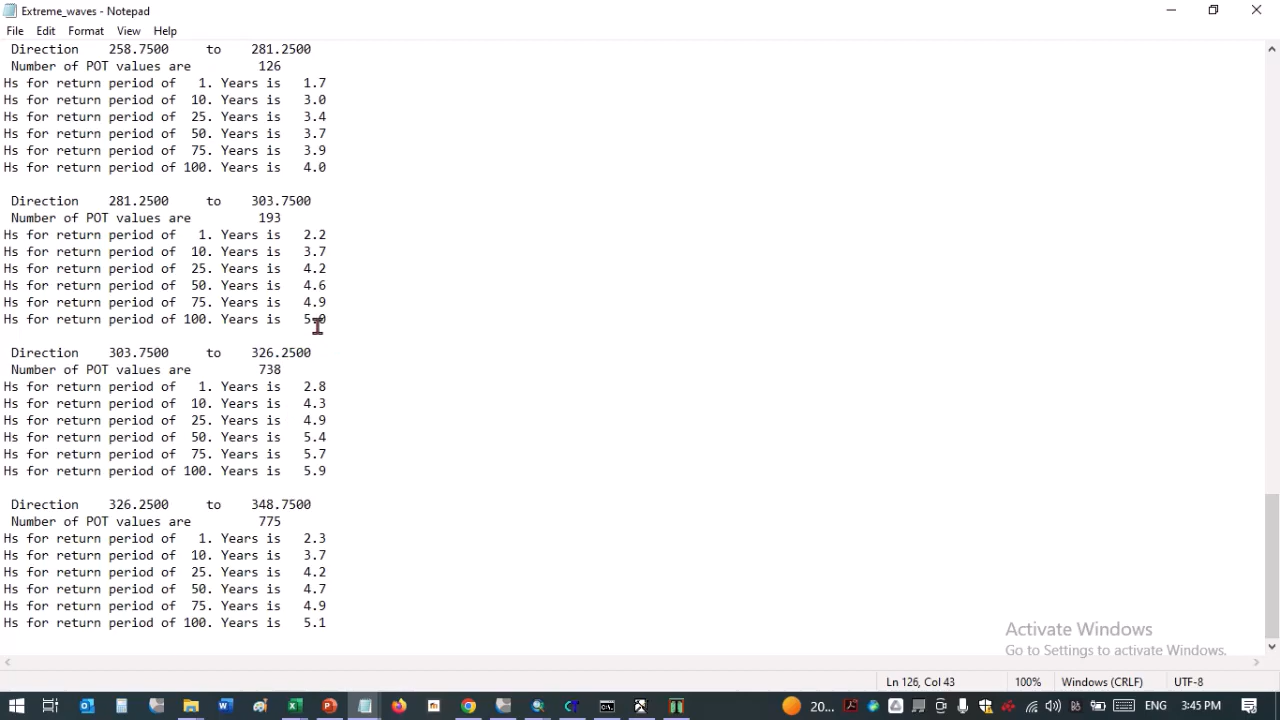 Extreme_waves - Notepad
File Edit Format View Help
Direction 258.7500 to 281.2500
Number of POT values are 126
Hs for return period of 1. Years is 1.7
Hs for return period of 10. Years is 3.0
Hs for return period of 25. Years is 3.4
Hs for return period of 50. Years is 3.7
Hs for return period of 75. Years is 3.9
Hs for return period of 100. Years is 4.0
Direction 281.2500 to 303.7500
Number of POT values are 193
Hs for return period of 1. Years is 2.2
Hs for return period of 10. Years is 3.7
Hs for return period of 25. Years is 4.2
Hs for return period of 50. Years is 4.6
Hs for return period of 75. Years is 4.9
Hs for return period of 100. Years is 5.0
Direction 303.7500 to 326.2500
Number of POT values are 738
Hs for return period of 1. Years is 2.8
Hs for return period of 10. Years is 4.3
Hs for return period of 25. Years is 4.9
Hs for return period of 50. Years is 5.4
Hs for return period of 75. Years is 5.7
Hs for return period of 100. Years is 5.9
Direction 326.2500 to 348.7500
Number of POT values are 775
Hs for return period of 1. Years is 2.3
Hs for return period of 10. Years is 3.7
Hs for return period of 25. Years is 4.2
Hs for return period of 50. Years is 4.7
Hs for return period of 75. Years is 4.9
Hs for return period of 100. Years is 5.1
Activate Windows
Go to Settings to activate Windows.
Ln 126, Col 43 100% Windows (CRLF) UTF-8
20... ENG 3:45 PM